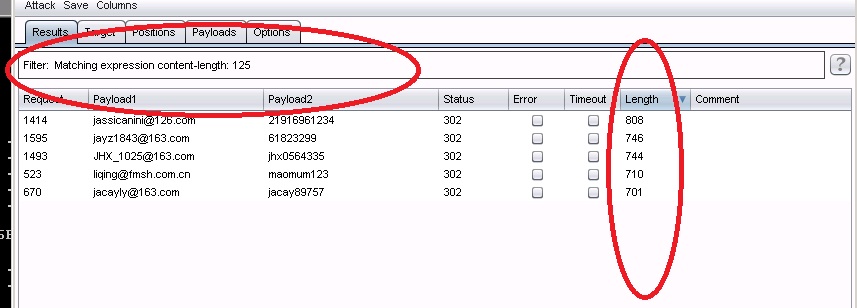 Attack Save Columns
Results Target Positions Payloads Options
Filter: Matching expression content-length: 125
?
Request Payload1 Payload2 Status Error Timeout Length Comment
1414 jassicanini@126.com 21916961234 302 808
1595 jayz1843@163.com 61823299 302 746
1493 JHX_1025@163.com jhx0564335 302 744
523 liqing@fmsh.com.cn maomum123 302 710
670 jacayly@163.com jacay89757 302 701